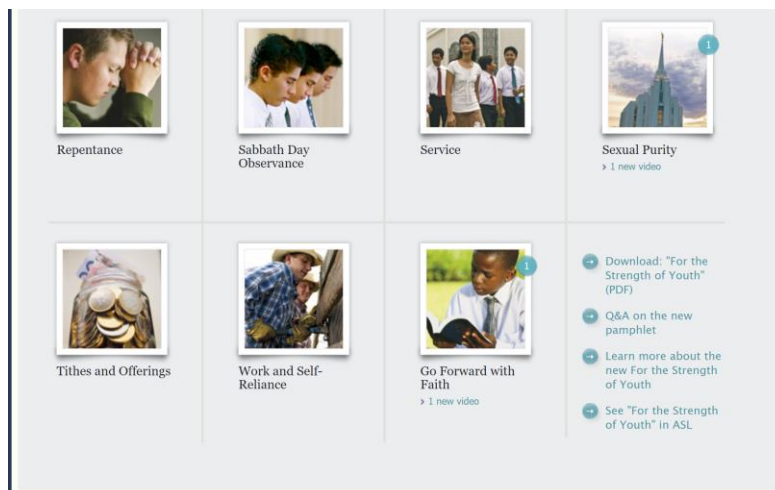 Repentance
Sabbath Day
Observance
Service
1
Sexual Purity
› 1 new video
Tithes and Offerings
Work and Self-
Reliance
1
Go Forward with
Faith
› 1 new video
Download: "For the
Strength of Youth"
(PDF)
Q&A on the new
pamphlet
Learn more about the
new For the Strength
of Youth
See "For the Strength
of Youth" in ASL